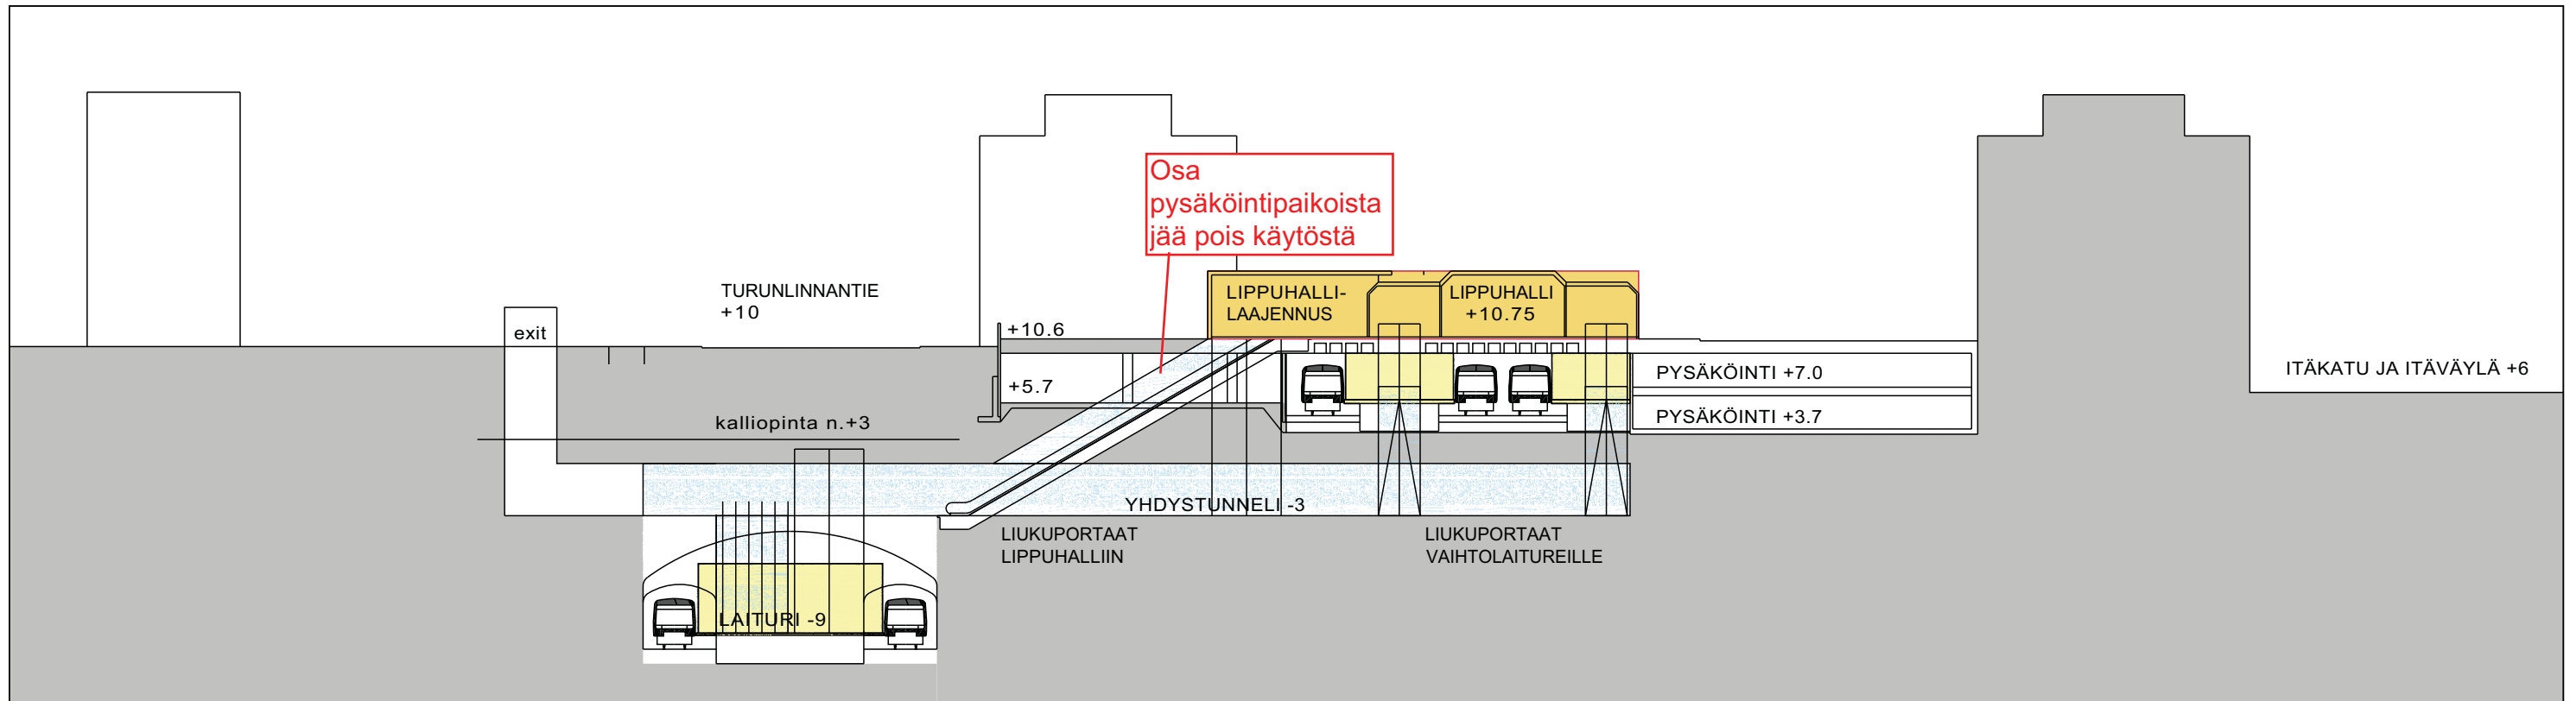 Osa
pysäköintipaikoista
jää pois käytöstä
TURUNLINNANTIE
+10
exit
LIPPUHALLI-
LAAJENNUS
LIPPUHALLI
+10.75
+10.6
+5.7
PYSÄKÖINTI +7.0
PYSÄKÖINTI +3.7
ITÄKATU JA ITÄVÄYLÄ +6
kalliopinta n.+3
YHDYSTUNNELI -3
LIUKUPORTAAT
LIPPUHALLIIN
LIUKUPORTAAT
VAIHTOLAITUREILLE
LAITURI -9